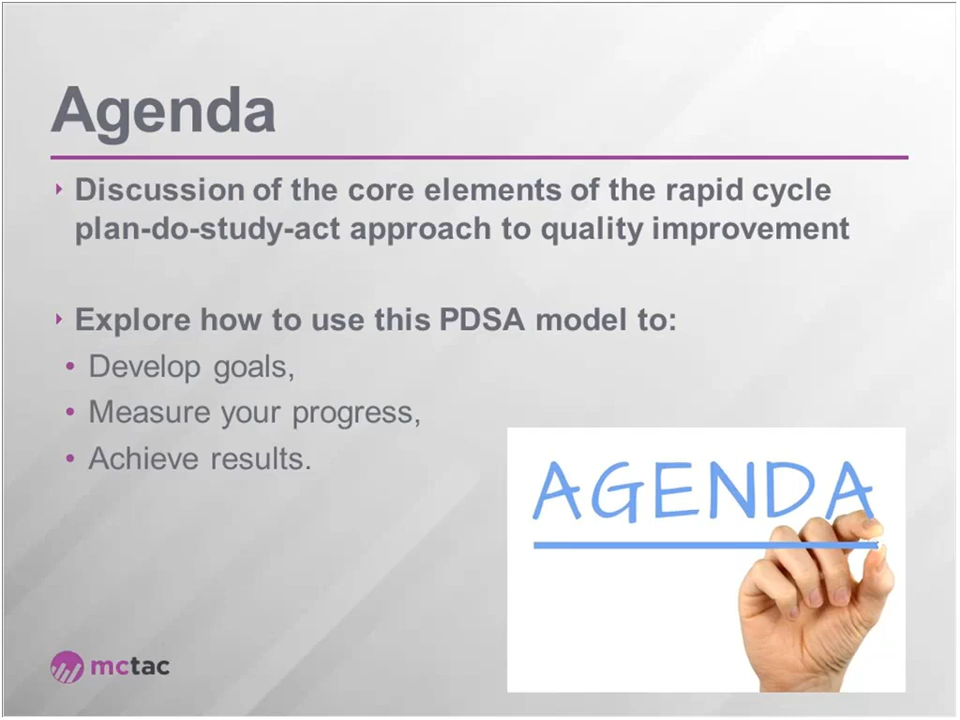 Agenda
‣ Discussion of the core elements of the rapid cycle
plan-do-study-act approach to quality improvement
‣ Explore how to use this PDSA model to:
• Develop goals,
• Measure your progress,
• Achieve results.
AGENDA
mctac